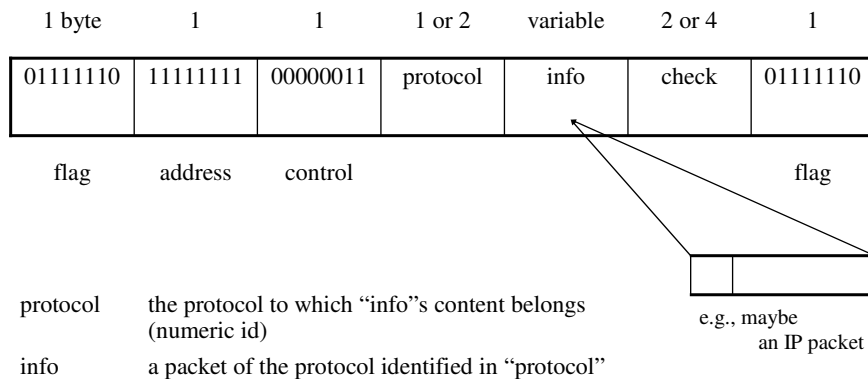 1 byte 1 1 1 or 2 variable 2 or 4 1
01111110 11111111 00000011 protocol info check 01111110
flag address control flag
protocol the protocol to which “info”s content belongs
(numeric id)
info a packet of the protocol identified in “protocol”
e.g., maybe
an IP packet